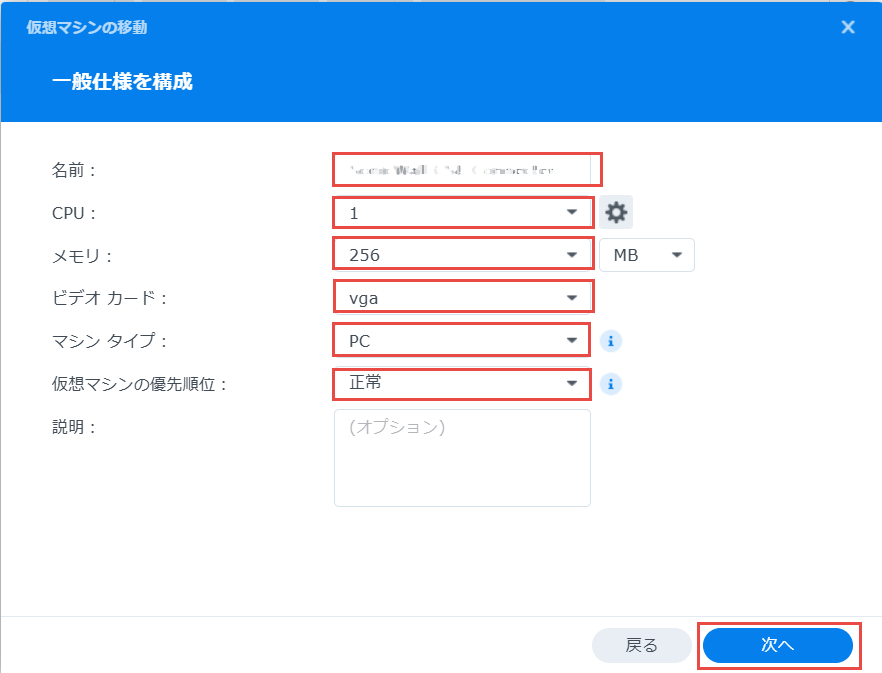 仮想マシンの移動
一般仕様を構成
名前：
CPU： 1
メモリ： 256 MB
ビデオ カード： vga
マシン タイプ： PC
仮想マシンの優先順位： 正常
説明： (オプション)
戻る 次へ